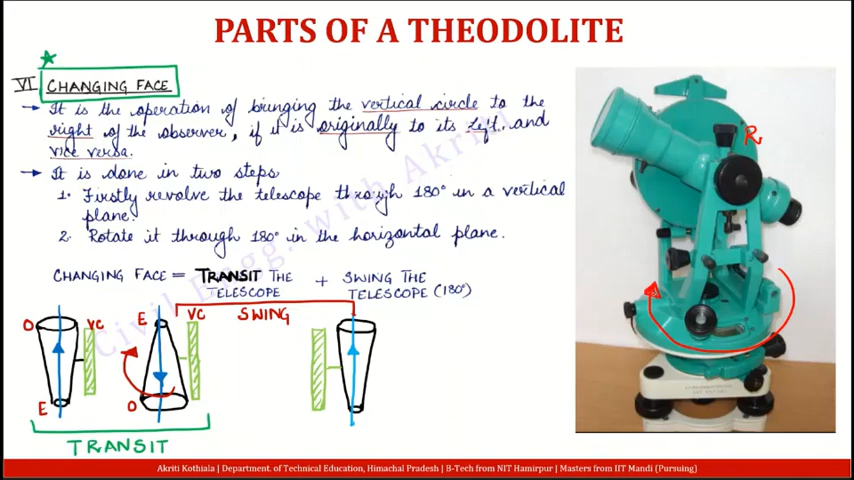 PARTS OF A THEODOLITE
VI CHANGING FACE
→ It is the operation of bringing the vertical circle to the
right of the observer, if it is originally to its left, and
vice versa.
→ It is done in two steps
1. Firstly revolve the telescope through 180° in a vertical
plane.
2. Rotate it through 180° in the horizontal plane.
CHANGING FACE = TRANSIT THE TELESCOPE + SWING THE TELESCOPE (180°)
O VC E VC SWING
E O
TRANSIT
R
Civil Engg. with Akriti
Akriti Kothiala | Department. of Technical Education, Himachal Pradesh | B-Tech from NIT Hamirpur | Masters from IIT Mandi (Pursuing)